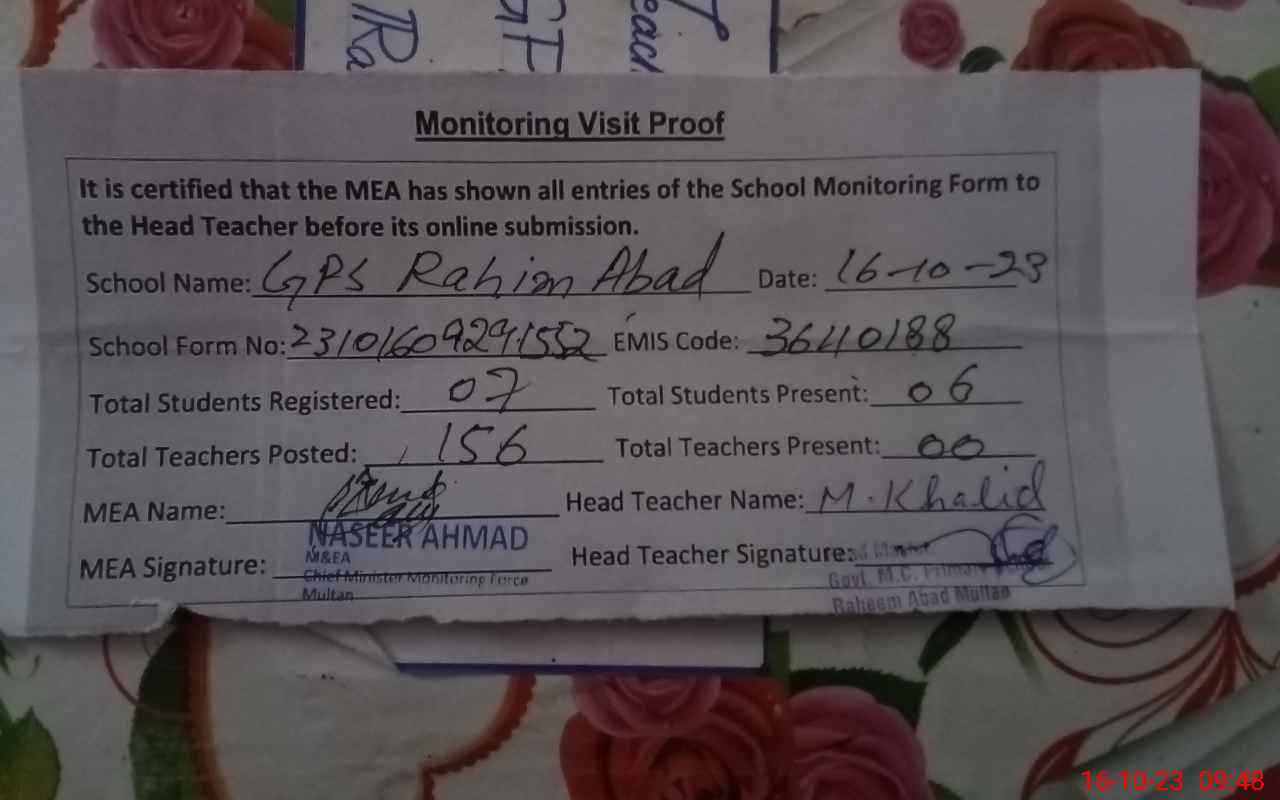 Monitoring Visit Proof
It is certified that the MEA has shown all entries of the School Monitoring Form to
the Head Teacher before its online submission.
School Name: GPS Rahim Abad Date: 16-10-23
School Form No: 23101609291552 EMIS Code: 36410188
Total Students Registered: 07 Total Students Present: 06
Total Teachers Posted: 156 Total Teachers Present: 00
MEA Name: Head Teacher Name: M. Khalid
NASEER AHMAD
M&EA
MEA Signature: Head Teacher Signature:
Chief Minister Monitoring Force
Multan
Govt. M.C. Primary
Raheem Abad Multan
16-10-23 09:48